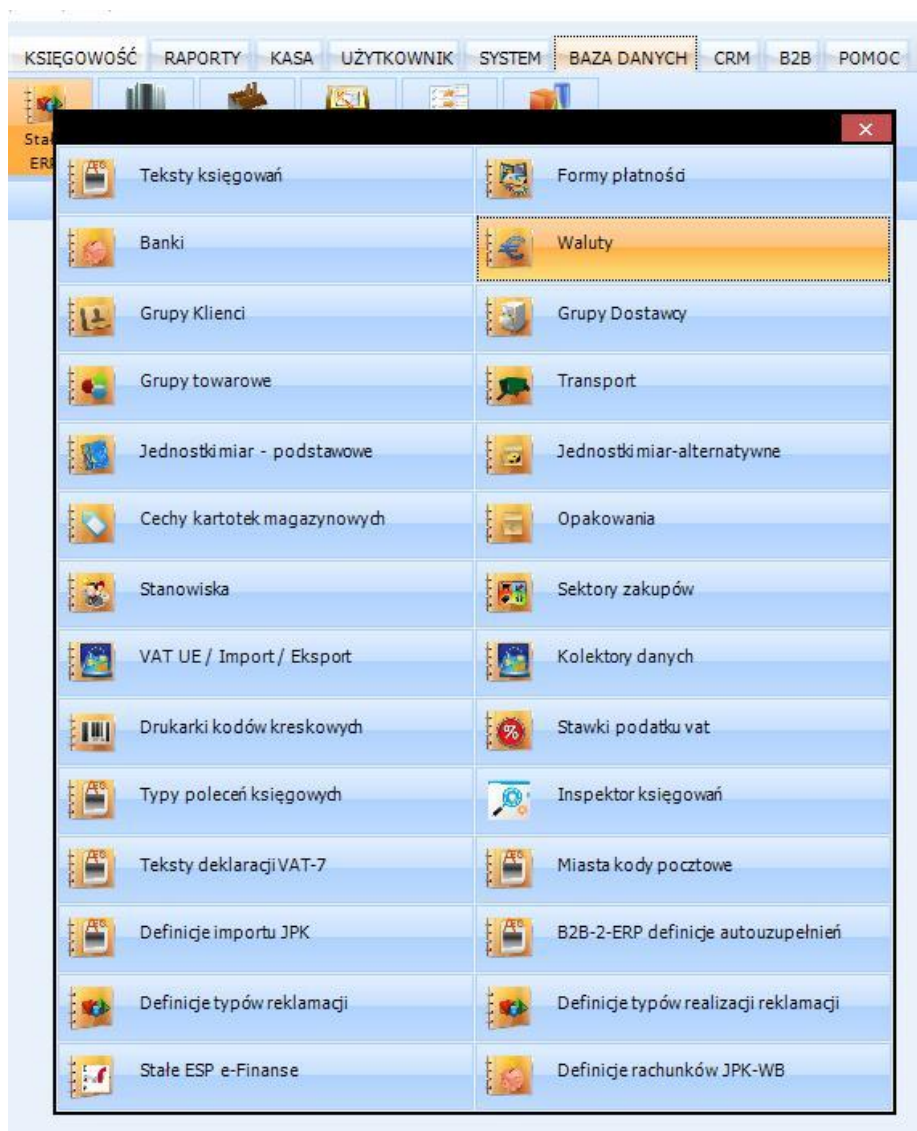 KSIĘGOWOŚĆ RAPORTY KASA UŻYTKOWNIK SYSTEM BAZA DANYCH CRM B2B POMOC
Teksty księgowań Formy płatności
Banki Waluty
Grupy Klienci Grupy Dostawcy
Grupy towarowe Transport
Jednostki miar - podstawowe Jednostki miar-alternatywne
Cechy kartotek magazynowych Opakowania
Stanowiska Sektory zakupów
VAT UE / Import / Eksport Kolektory danych
Drukarki kodów kreskowych Stawki podatku vat
Typy poleceń księgowych Inspektor księgowań
Teksty deklaracji VAT-7 Miasta kody pocztowe
Definicje importu JPK B2B-2-ERP definicje autouzupełnień
Definicje typów reklamacji Definicje typów realizacji reklamacji
Stałe ESP e-Finanse Definicje rachunków JPK-WB